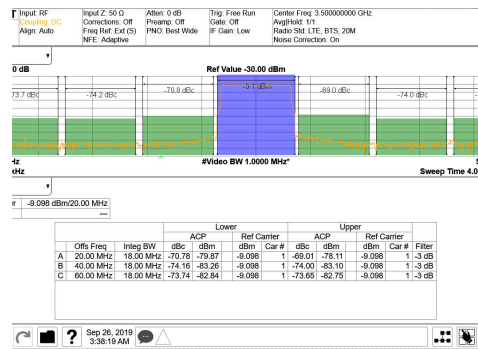 Input: RF Input Z: 50 Ω Atten: 0 dB Trig: Free Run Center Freq: 3.500000000 GHz
Coupling: DC Corrections: Off Preamp: Off Gate: Off Avg|Hold: 1/1
Align: Auto Freq Ref: Ext (S) PNO: Best Wide IF Gain: Low Radio Std: LTE, BTS, 20M
NFE: Adaptive Noise Correction: On
0 dB Ref Value -30.00 dBm
73.7 dBc -74.2 dBc -70.8 dBc -9.1 dBm -69.0 dBc -74.0 dBc
Hz #Video BW 1.0000 MHz*
kHz Sweep Time 4.0
-9.098 dBm/20.00 MHz
---
Lower Upper
ACP Ref Carrier ACP Ref Carrier
Offs Freq Integ BW dBc dBm dBm Car # dBc dBm dBm Car # Filter
A 20.00 MHz 18.00 MHz -70.78 -79.87 -9.098 1 -69.01 -78.11 -9.098 1 -3 dB
B 40.00 MHz 18.00 MHz -74.16 -83.26 -9.098 1 -74.00 -83.10 -9.098 1 -3 dB
C 60.00 MHz 18.00 MHz -73.74 -82.84 -9.098 1 -73.65 -82.75 -9.098 1 -3 dB
? Sep 26, 2019
3:38:19 AM